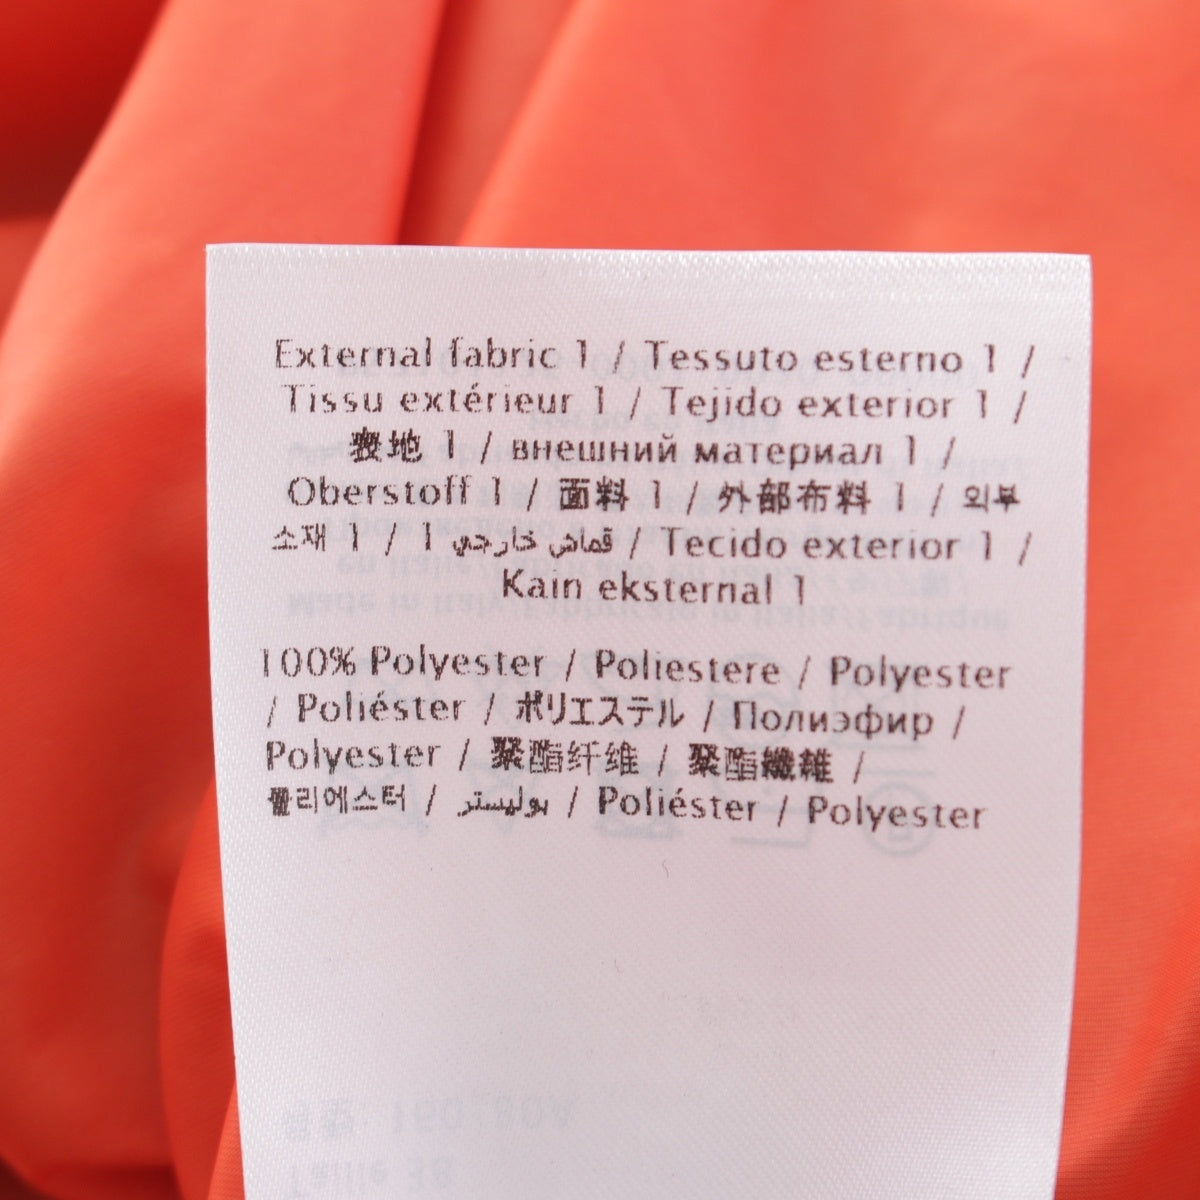 External fabric 1 / Tessuto esterno 1 /
Tissu extérieur 1 / Tejido exterior 1 /
表地 1 / внешний материал 1 /
Oberstoff 1 / 面料 1 / 外部布料 1 / 외부
소재 1 / 1 قماش خارجي / Tecido exterior 1 /
Kain eksternal 1
100% Polyester / Poliestere / Polyester
/ Poliéster / ポリエステル / Полиэфир /
Polyester / 聚酯纤维 / 聚酯纖維 /
폴리에스터 / بوليستر / Poliéster / Polyester